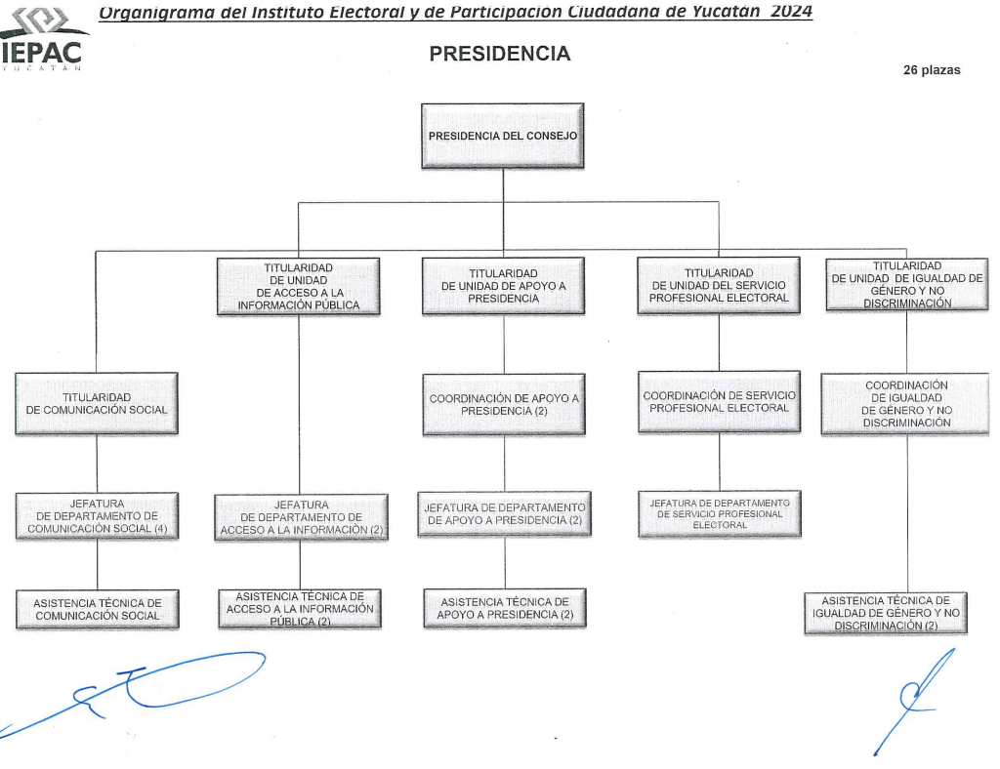 Organigrama del Instituto Electoral y de Participación Ciudadana de Yucatán 2024
IEPAC
YUCATÁN
PRESIDENCIA
26 plazas
PRESIDENCIA DEL CONSEJO
TITULARIDAD
DE UNIDAD
DE ACCESO A LA
INFORMACIÓN PÚBLICA
TITULARIDAD
DE UNIDAD DE APOYO A
PRESIDENCIA
TITULARIDAD
DE UNIDAD DEL SERVICIO
PROFESIONAL ELECTORAL
TITULARIDAD
DE UNIDAD DE IGUALDAD DE
GÉNERO Y NO
DISCRIMINACIÓN
TITULARIDAD
DE COMUNICACIÓN SOCIAL
COORDINACIÓN DE APOYO A
PRESIDENCIA (2)
COORDINACIÓN DE SERVICIO
PROFESIONAL ELECTORAL
COORDINACIÓN
DE IGUALDAD
DE GÉNERO Y NO
DISCRIMINACIÓN
JEFATURA
DE DEPARTAMENTO DE
COMUNICACIÓN SOCIAL (4)
JEFATURA
DE DEPARTAMENTO DE
ACCESO A LA INFORMACIÓN (2)
JEFATURA DE DEPARTAMENTO
DE APOYO A PRESIDENCIA (2)
JEFATURA DE DEPARTAMENTO
DE SERVICIO PROFESIONAL
ELECTORAL
ASISTENCIA TÉCNICA DE
COMUNICACIÓN SOCIAL
ASISTENCIA TÉCNICA DE
ACCESO A LA INFORMACIÓN
PÚBLICA (2)
ASISTENCIA TÉCNICA DE
APOYO A PRESIDENCIA (2)
ASISTENCIA TÉCNICA DE
IGUALDAD DE GÉNERO Y NO
DISCRIMINACIÓN (2)